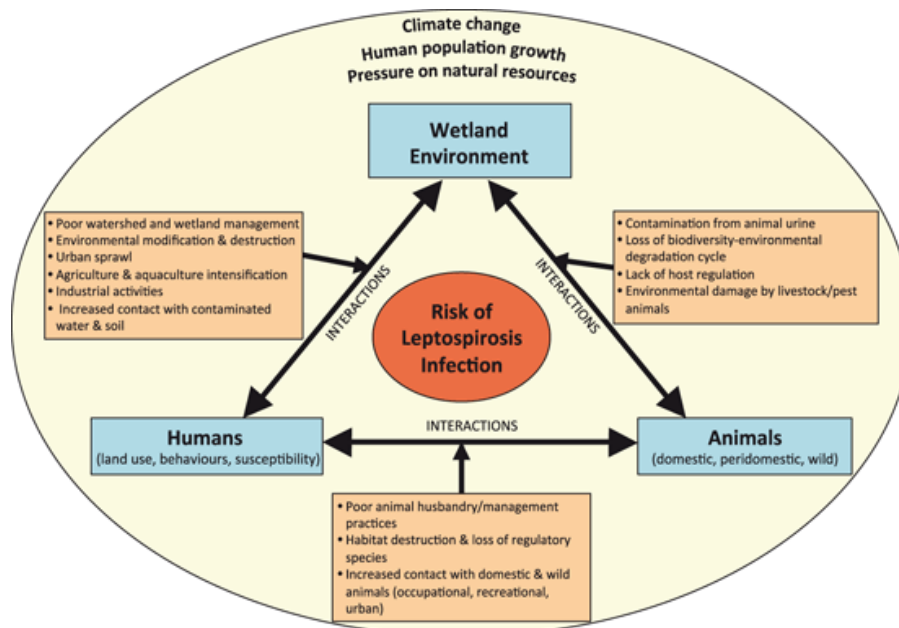 Climate change
Human population growth
Pressure on natural resources
Wetland
Environment
• Poor watershed and wetland management
• Environmental modification & destruction
• Urban sprawl
• Agriculture & aquaculture intensification
• Industrial activities
• Increased contact with contaminated
water & soil
• Contamination from animal urine
• Loss of biodiversity-environmental
degradation cycle
• Lack of host regulation
• Environmental damage by livestock/pest
animals
INTERACTIONS
INTERACTIONS
Risk of
Leptospirosis
Infection
Humans
(land use, behaviours, susceptibility)
INTERACTIONS
Animals
(domestic, peridomestic, wild)
• Poor animal husbandry/management
practices
• Habitat destruction & loss of regulatory
species
• Increased contact with domestic & wild
animals (occupational, recreational,
urban)